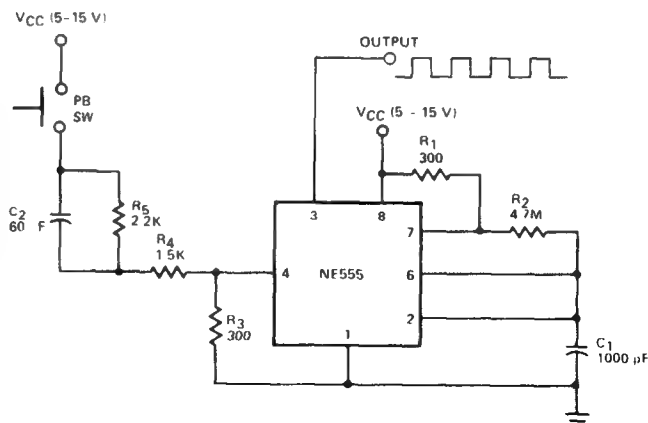 VCC (5-15 V)
PB
SW
C2
60 F
R5
2 2K
R4
1 5K
R3
300
OUTPUT
VCC (5 - 15 V)
R1
300
R2
4 7M
3
8
7
4
NE555
6
2
1
C1
1000 pF